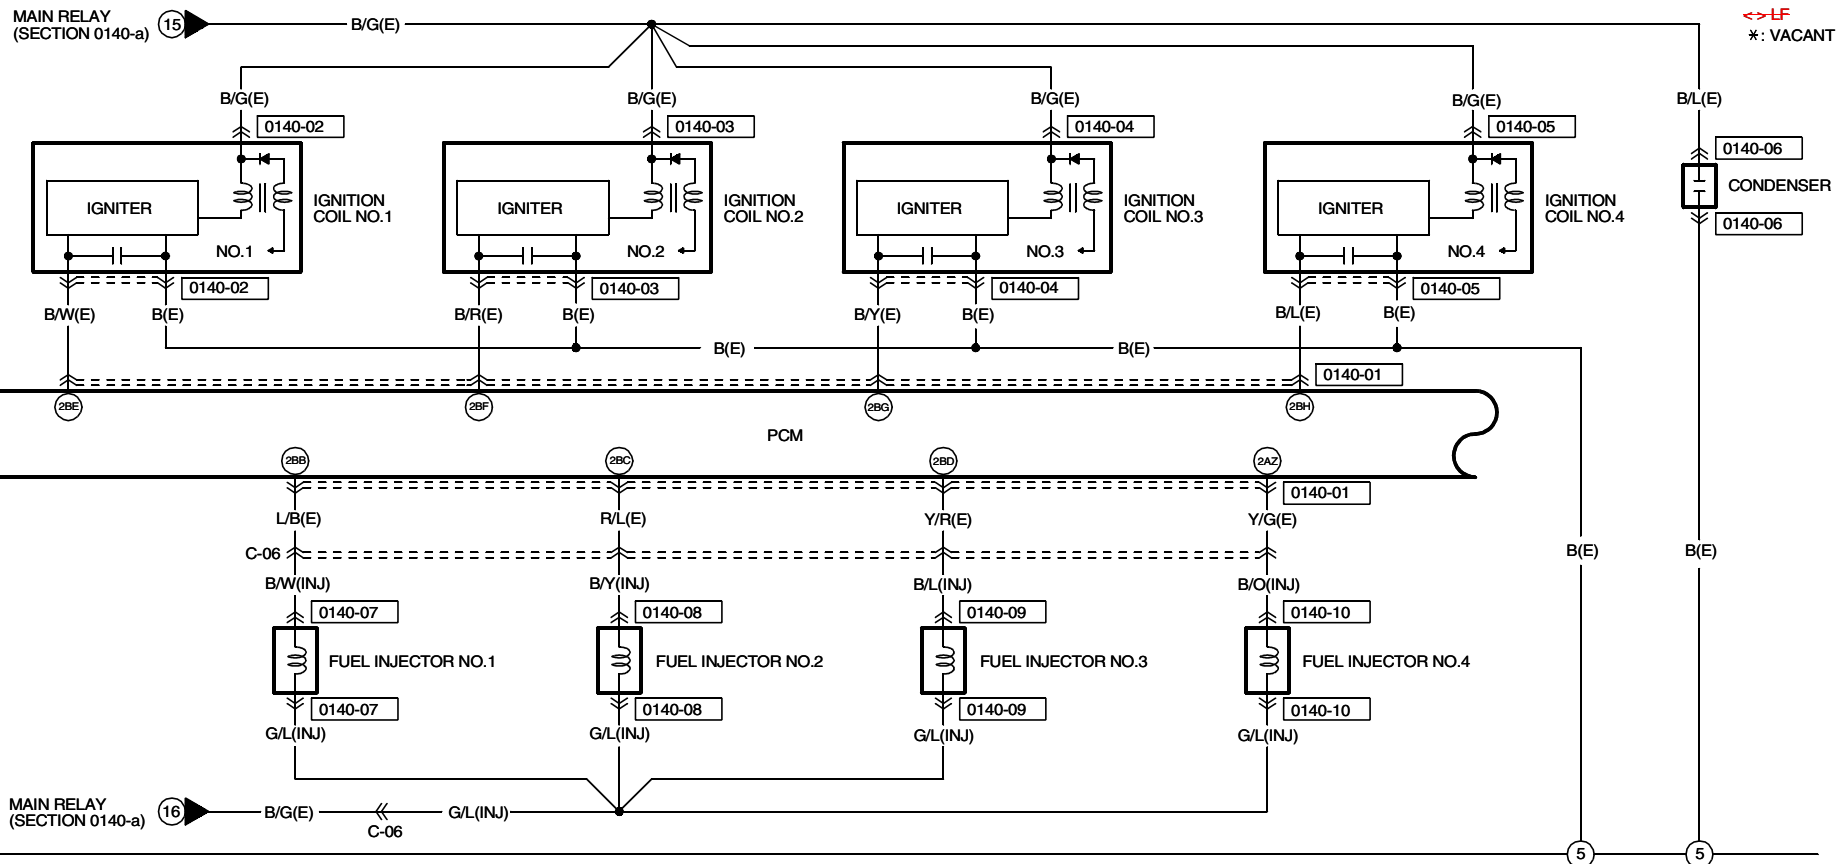 MAIN RELAY
(SECTION 0140-a)
15
B/G(E)
<> LF
*: VACANT
B/G(E)
B/G(E)
B/G(E)
B/G(E)
B/L(E)
0140-02
0140-03
0140-04
0140-05
0140-06
IGNITER
IGNITION
COIL NO.1
NO.1
IGNITER
IGNITION
COIL NO.2
NO.2
IGNITER
IGNITION
COIL NO.3
NO.3
IGNITER
IGNITION
COIL NO.4
NO.4
CONDENSER
0140-06
0140-02
0140-03
0140-04
0140-05
B/W(E)
B(E)
B/R(E)
B(E)
B/Y(E)
B(E)
B/L(E)
B(E)
B(E)
B(E)
0140-01
2BE
2BF
2BG
2BH
PCM
2BB
2BC
2BD
2AZ
0140-01
L/B(E)
R/L(E)
Y/R(E)
Y/G(E)
C-06
B(E)
B(E)
B/W(INJ)
B/Y(INJ)
B/L(INJ)
B/O(INJ)
0140-07
0140-08
0140-09
0140-10
FUEL INJECTOR NO.1
FUEL INJECTOR NO.2
FUEL INJECTOR NO.3
FUEL INJECTOR NO.4
0140-07
0140-08
0140-09
0140-10
G/L(INJ)
G/L(INJ)
G/L(INJ)
G/L(INJ)
MAIN RELAY
(SECTION 0140-a)
16
B/G(E)
C-06
G/L(INJ)
5
5